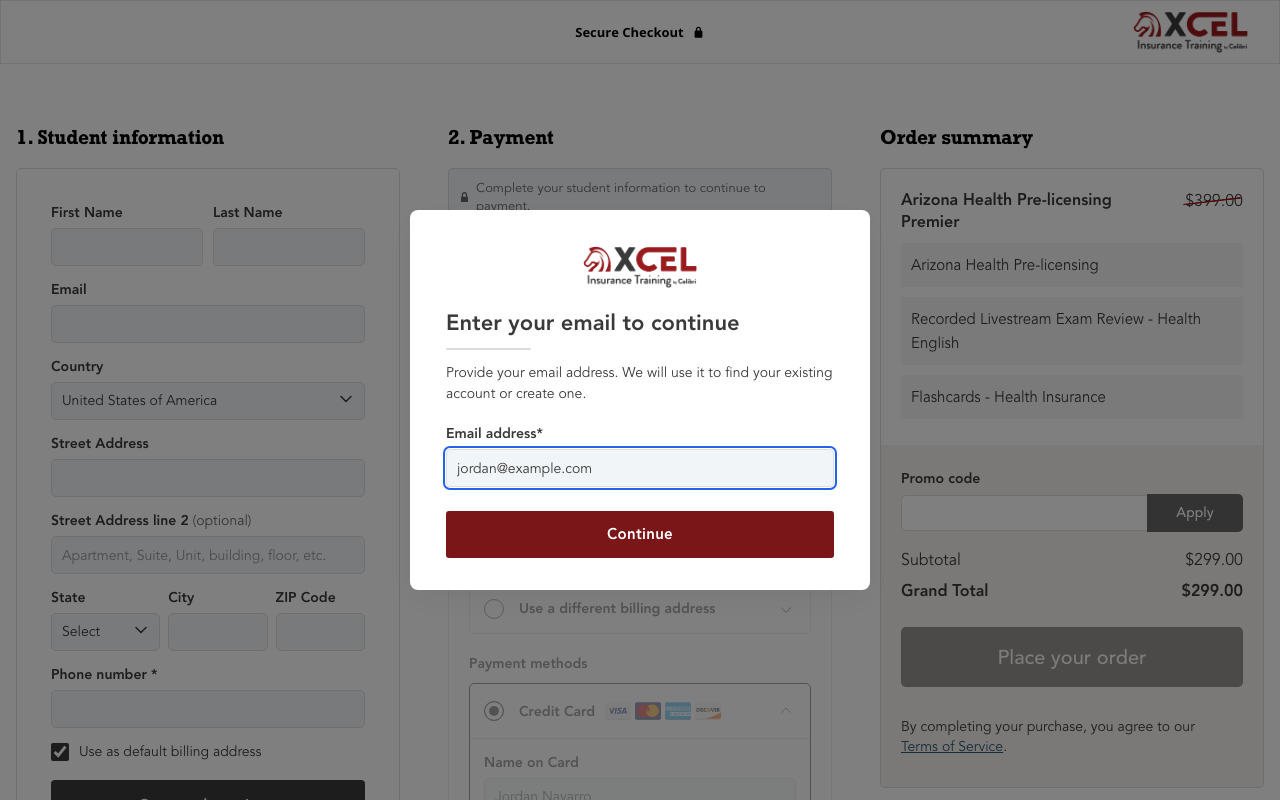 Secure Checkout
XCEL
Insurance Training by Colibri
1. Student information
First Name
Last Name
Email
Country
United States of America
Street Address
Street Address line 2 (optional)
Apartment, Suite, Unit, building, floor, etc.
State
City
ZIP Code
Select
Phone number *
Use as default billing address
2. Payment
Complete your student information to continue to
payment.
XCEL
Insurance Training by Colibri
Enter your email to continue
Provide your email address. We will use it to find your existing
account or create one.
Email address*
jordan@example.com
Continue
Use a different billing address
Payment methods
Credit Card
VISA
DISCOVER
Name on Card
Jordan Navarro
Order summary
Arizona Health Pre-licensing
Premier
$399.00
Arizona Health Pre-licensing
Recorded Livestream Exam Review - Health
English
Flashcards - Health Insurance
Promo code
Apply
Subtotal
$299.00
Grand Total
$299.00
Place your order
By completing your purchase, you agree to our
Terms of Service.